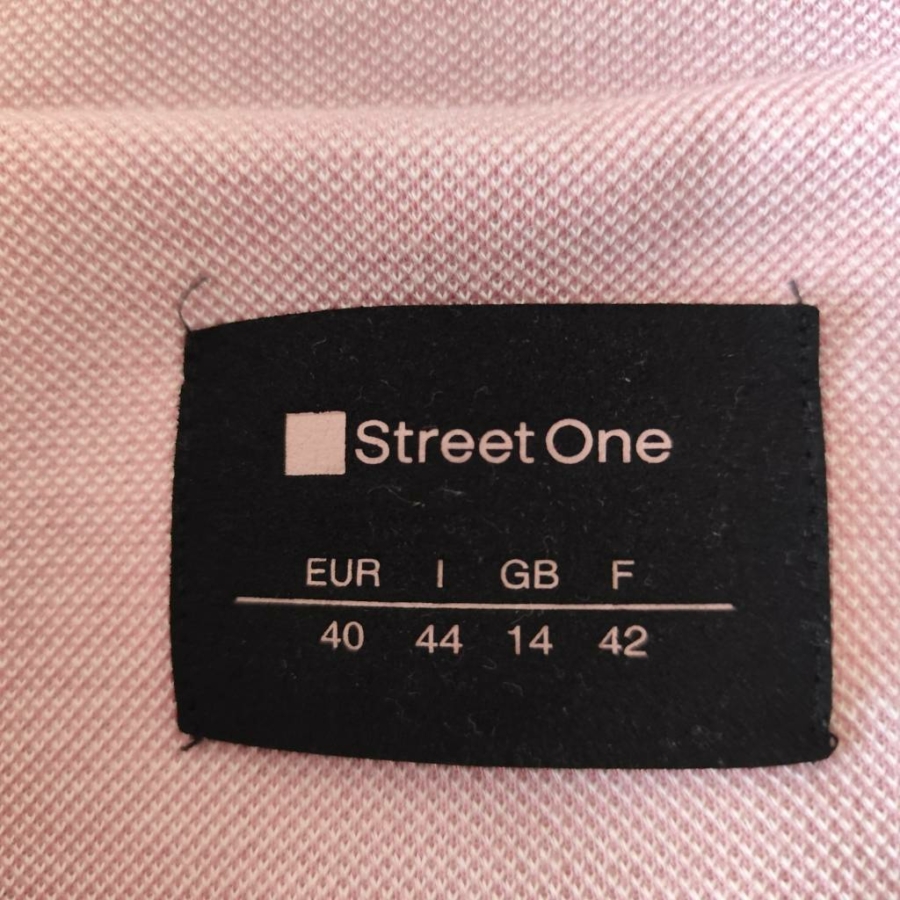 Street One
EUR I GB F
40 44 14 42